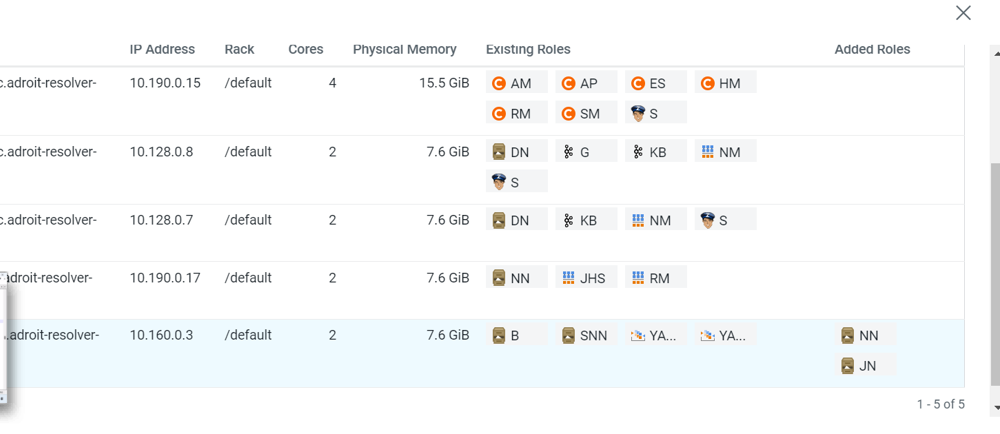 IP Address Rack Cores Physical Memory Existing Roles Added Roles
c.adroit-resolver- 10.190.0.15 /default 4 15.5 GiB AM AP ES HM
RM SM S
c.adroit-resolver- 10.128.0.8 /default 2 7.6 GiB DN G KB NM
S
c.adroit-resolver- 10.128.0.7 /default 2 7.6 GiB DN KB NM S
adroit-resolver- 10.190.0.17 /default 2 7.6 GiB NN JHS RM
.adroit-resolver- 10.160.0.3 /default 2 7.6 GiB B SNN YA... YA... NN
JN
1 - 5 of 5